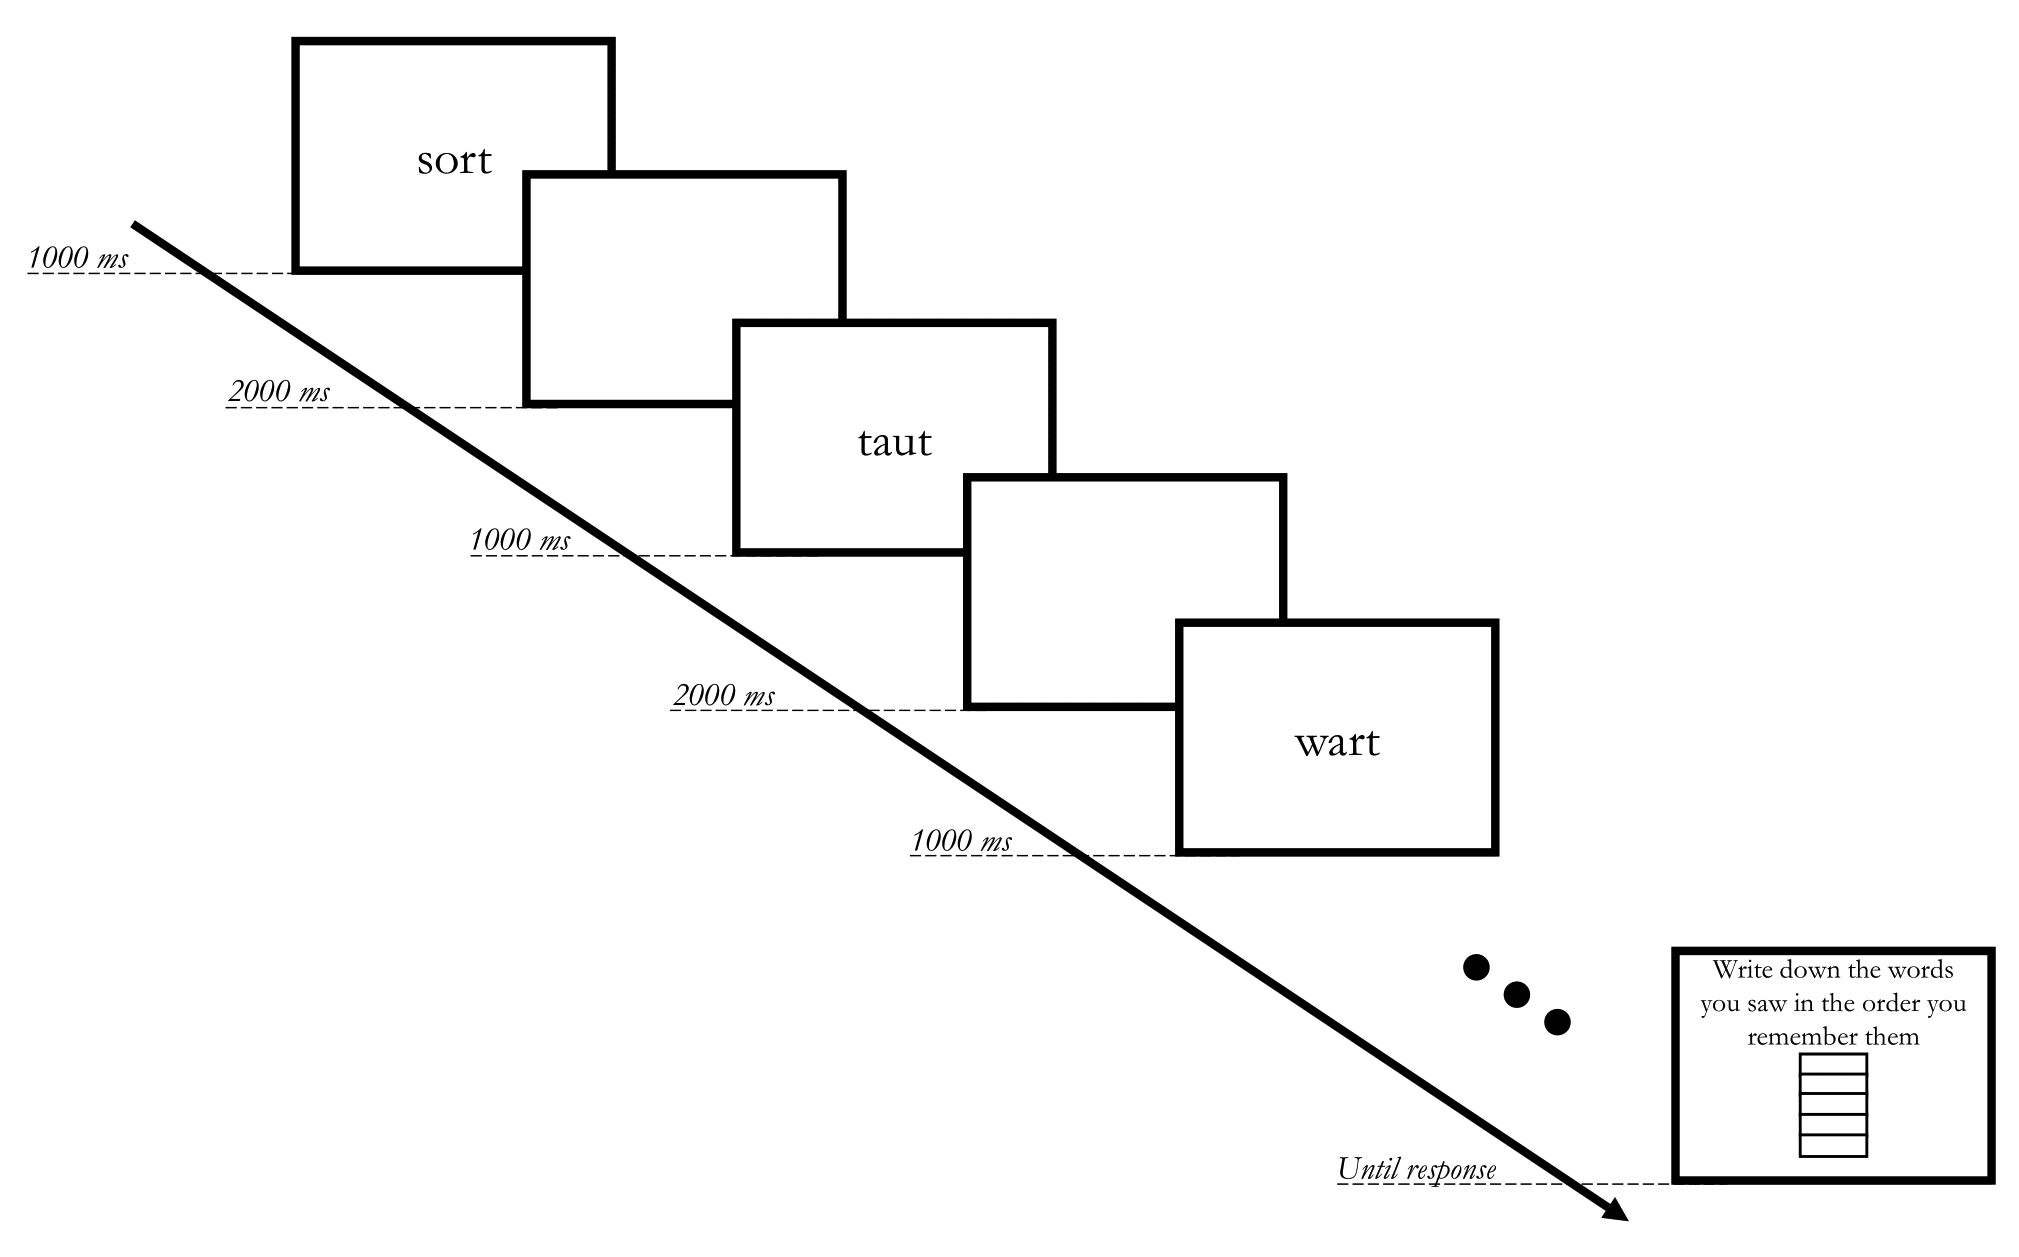 sort
1000 ms
2000 ms
taut
1000 ms
2000 ms
wart
1000 ms
Write down the words
you saw in the order you
remember them
Until response